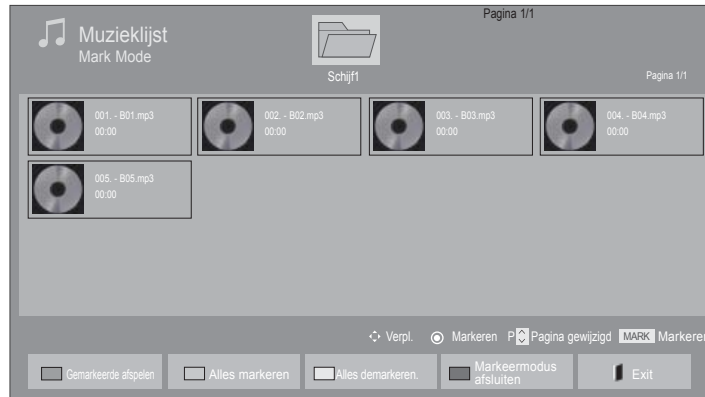 Pagina 1/1
Muzieklijst
Mark Mode
Schijf1
Pagina 1/1
001. - B01.mp3
00:00
002. - B02.mp3
00:00
003. - B03.mp3
00:00
004. - B04.mp3
00:00
005. - B05.mp3
00:00
Verpl. Markeren P Pagina gewijzigd MARK Markeren
Gemarkeerde afspelen
Alles markeren
Alles demarkeren.
Markeermodus
afsluiten
Exit